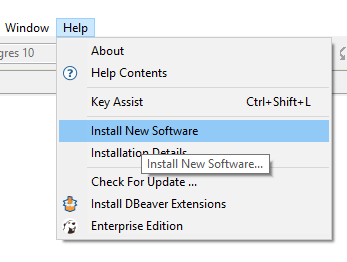 Window Help
gres 10
About
Help Contents
Key Assist Ctrl+Shift+L
Install New Software
Installation Details
Install New Software...
Check For Update ...
Install DBeaver Extensions
Enterprise Edition